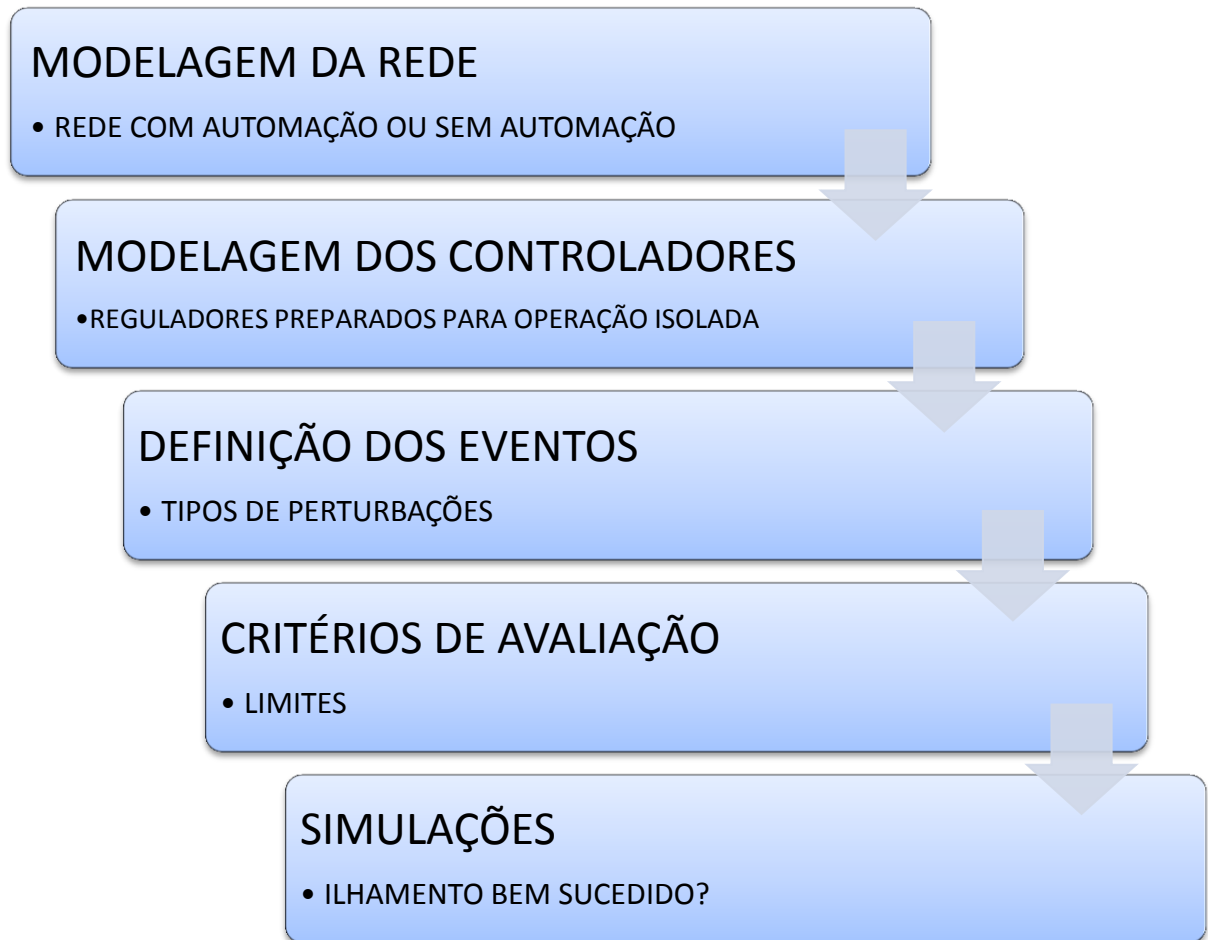 MODELAGEM DA REDE
• REDE COM AUTOMAÇÃO OU SEM AUTOMAÇÃO
MODELAGEM DOS CONTROLADORES
•REGULADORES PREPARADOS PARA OPERAÇÃO ISOLADA
DEFINIÇÃO DOS EVENTOS
• TIPOS DE PERTURBAÇÕES
CRITÉRIOS DE AVALIAÇÃO
• LIMITES
SIMULAÇÕES
• ILHAMENTO BEM SUCEDIDO?